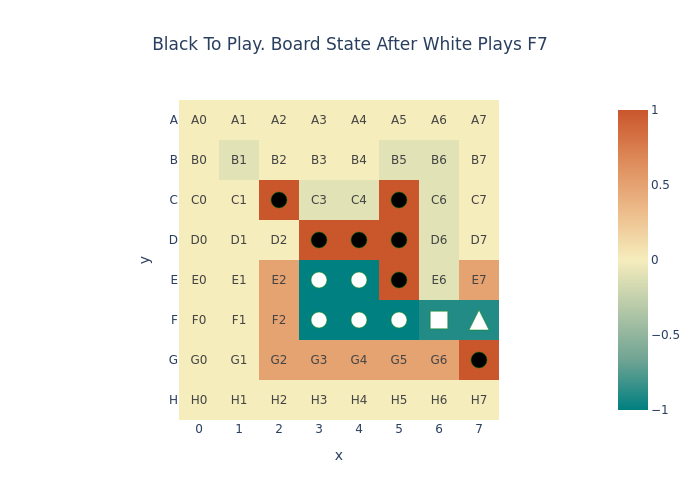 Black To Play. Board State After White Plays F7
A A0 A1 A2 A3 A4 A5 A6 A7
B B0 B1 B2 B3 B4 B5 B6 B7
C C0 C1 C3 C4 C6 C7
D D0 D1 D2 D6 D7
E E0 E1 E2 E6 E7
F F0 F1 F2
G G0 G1 G2 G3 G4 G5 G6
H H0 H1 H2 H3 H4 H5 H6 H7
0 1 2 3 4 5 6 7
x
y
1
0.5
0
−0.5
−1